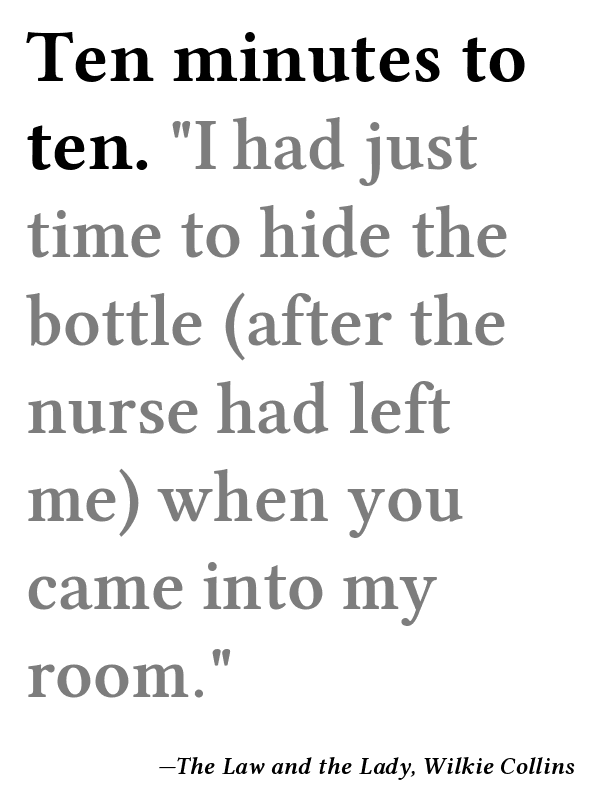 Ten minutes to
ten. "I had just
time to hide the
bottle (after the
nurse had left
me) when you
came into my
room."
—The Law and the Lady, Wilkie Collins